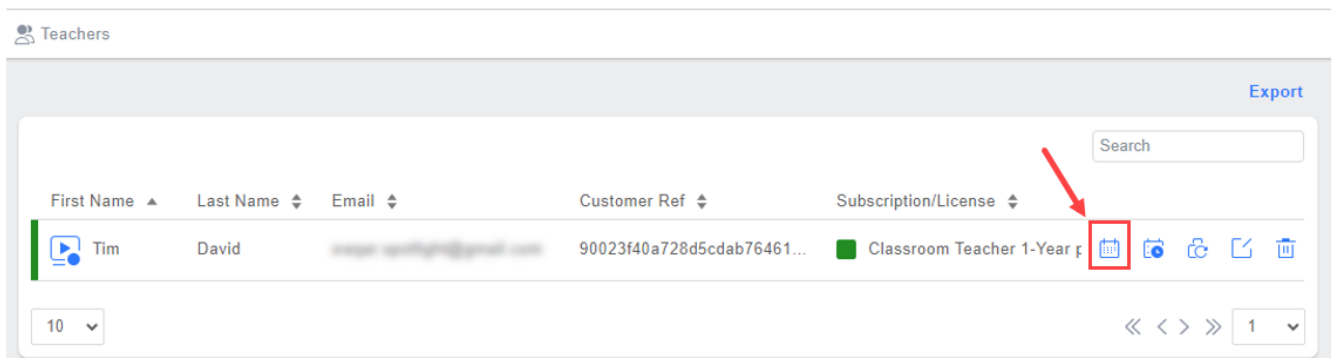 Teachers
Export
Search
First Name Last Name Email Customer Ref Subscription/License
Tim David 90023f40a728d5cdab76461... Classroom Teacher 1-Year p
10 1